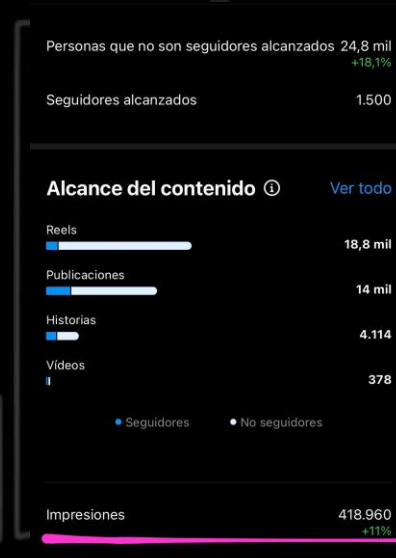 Personas que no son seguidores alcanzados 24,8 mil
+18,1%
Seguidores alcanzados 1.500
Alcance del contenido Ver todo
Reels
18,8 mil
Publicaciones
14 mil
Historias
4.114
Vídeos
378
Seguidores No seguidores
Impresiones 418.960
+11%